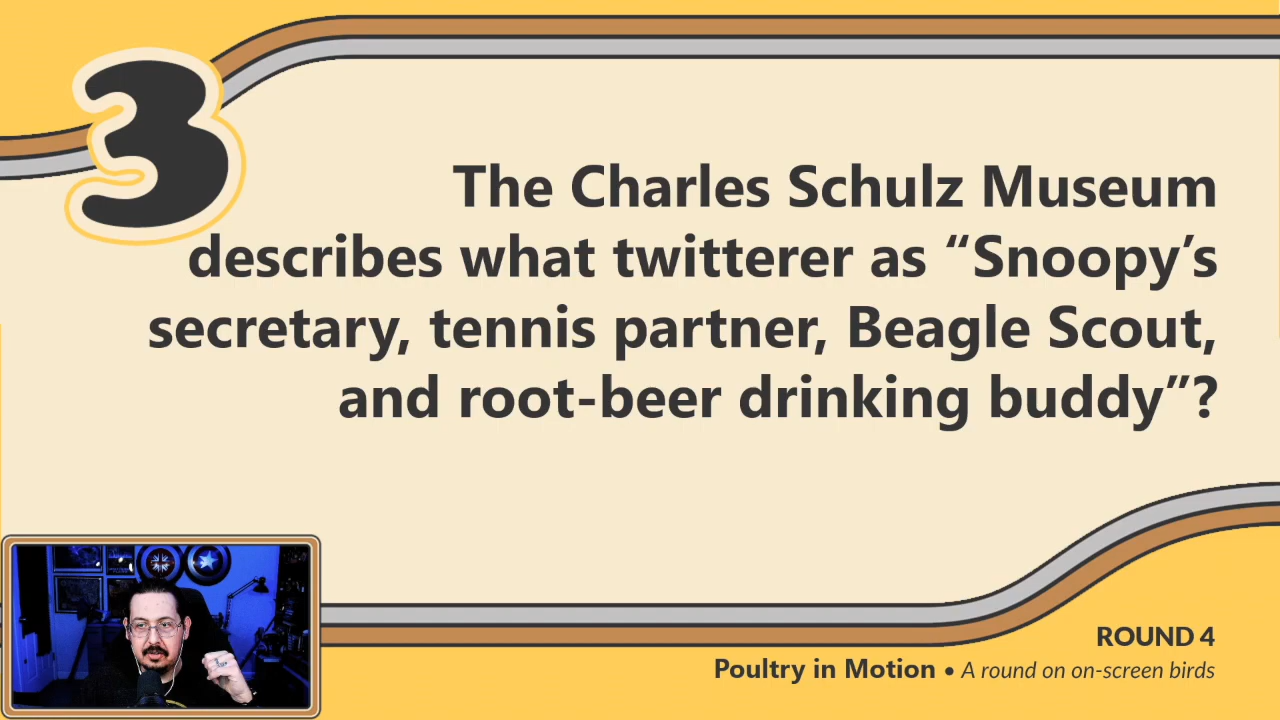 3
The Charles Schulz Museum
describes what twitterer as “Snoopy’s
secretary, tennis partner, Beagle Scout,
and root-beer drinking buddy”?
ROUND 4
Poultry in Motion • A round on on-screen birds